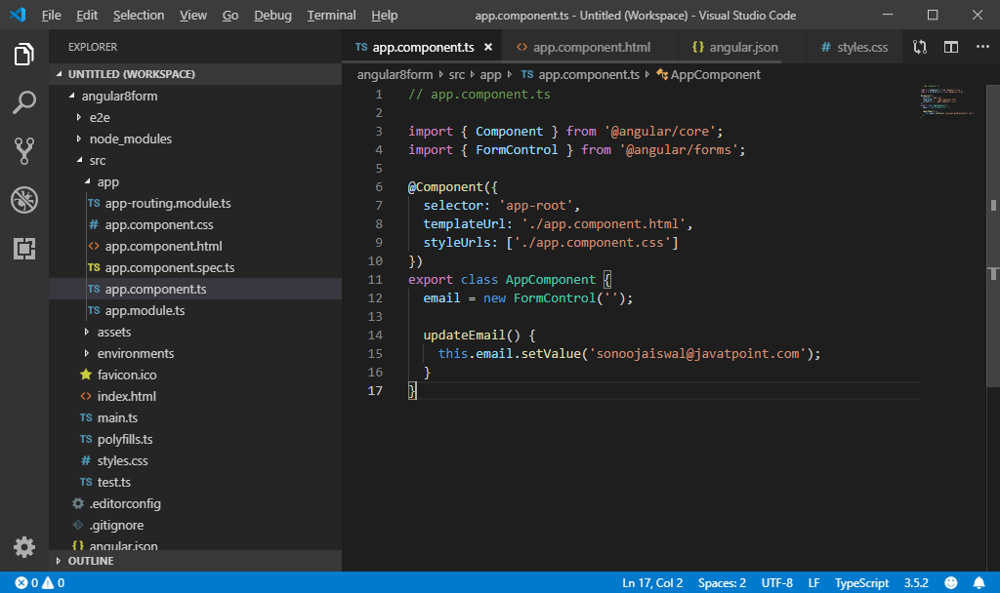 File Edit Selection View Go Debug Terminal Help app.component.ts - Untitled (Workspace) - Visual Studio Code
EXPLORER
UNTITLED (WORKSPACE)
angular8form
e2e
node_modules
src
app
TS app-routing.module.ts
# app.component.css
<> app.component.html
TS app.component.spec.ts
TS app.component.ts
TS app.module.ts
assets
environments
favicon.ico
<> index.html
TS main.ts
TS polyfills.ts
# styles.css
TS test.ts
.editorconfig
.gitignore
{} angular.json
OUTLINE
TS app.component.ts × <> app.component.html {} angular.json # styles.css ...
angular8form › src › app › TS app.component.ts › AppComponent
1 // app.component.ts
2
3 import { Component } from '@angular/core';
4 import { FormControl } from '@angular/forms';
5
6 @Component({
7 selector: 'app-root',
8 templateUrl: './app.component.html',
9 styleUrls: ['./app.component.css']
10 })
11 export class AppComponent {
12 email = new FormControl('');
13
14 updateEmail() {
15 this.email.setValue('sonoojaiswal@javatpoint.com');
16 }
17 }
0 0 Ln 17, Col 2 Spaces: 2 UTF-8 LF TypeScript 3.5.2